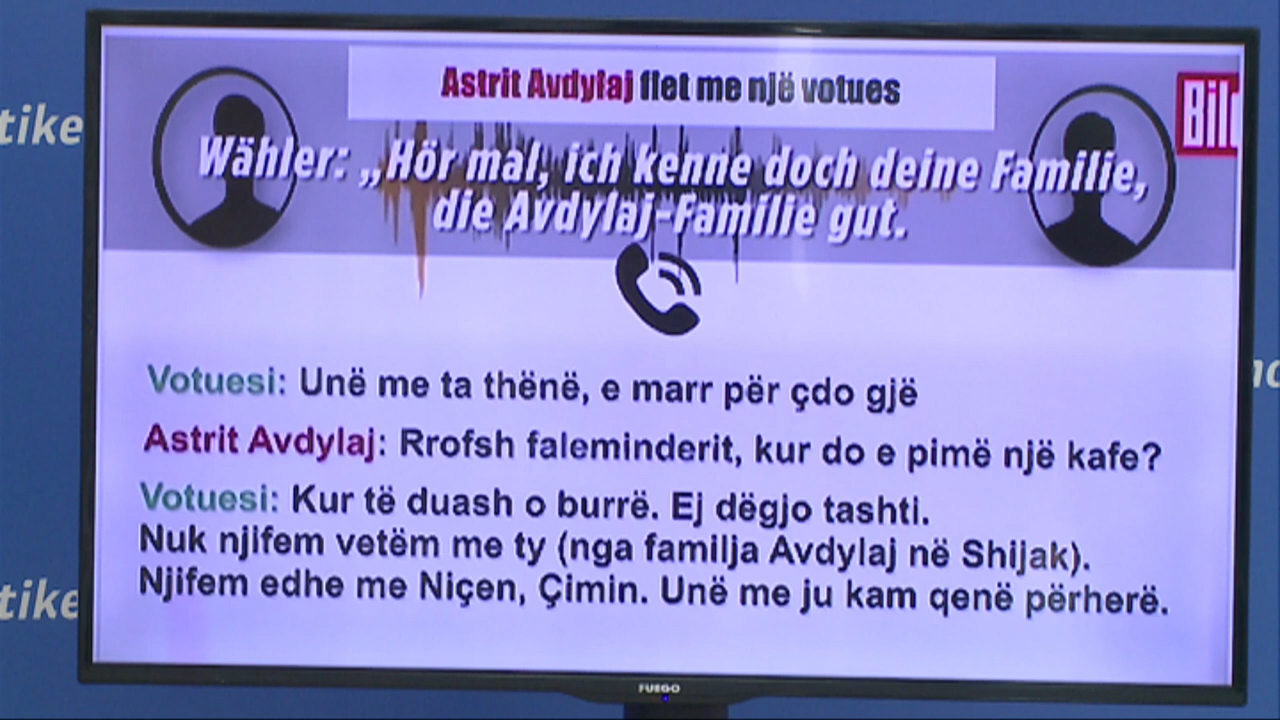 Astrit Avdylaj flet me një votues
Bil
Wähler: „Hör mal, ich kenne doch deine Familie,
die Avdylaj-Familie gut.
Votuesi: Unë me ta thënë, e marr për çdo gjë
Astrit Avdylaj: Rrofsh faleminderit, kur do e pimë një kafe?
Votuesi: Kur të duash o burrë. Ej dëgjo tashti.
Nuk njifem vetëm me ty (nga familja Avdylaj në Shijak).
Njifem edhe me Niçen, Çimin. Unë me ju kam qenë përherë.
FUEGO
tike
tike